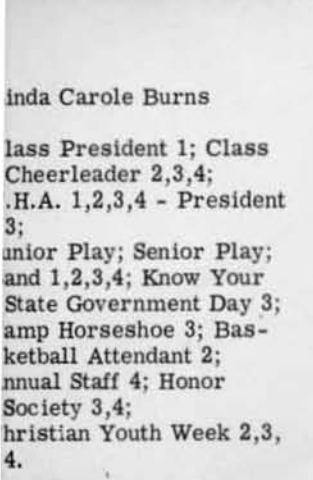 inda Carole Burns
lass President 1; Class
Cheerleader 2,3,4;
.H.A. 1,2,3,4 - President
3;
unior Play; Senior Play;
and 1,2,3,4; Know Your
State Government Day 3;
amp Horseshoe 3; Bas-
ketball Attendant 2;
nnual Staff 4; Honor
Society 3,4;
hristian Youth Week 2,3,
4.